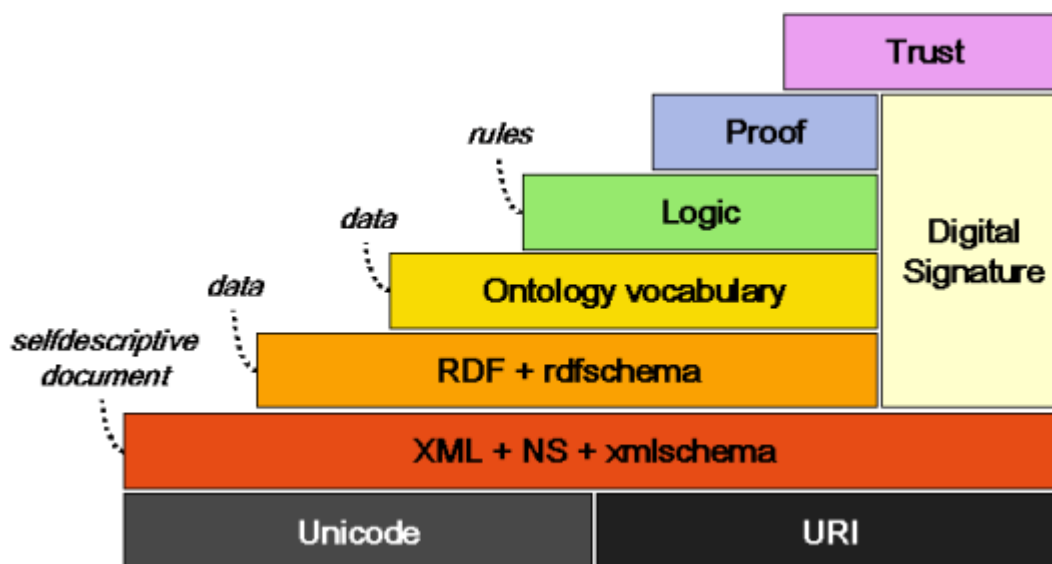 Trust
Proof
rules
Logic
Digital
Signature
data
Ontology vocabulary
data
RDF + rdfschema
selfdescriptive
document
XML + NS + xmlschema
Unicode
URI